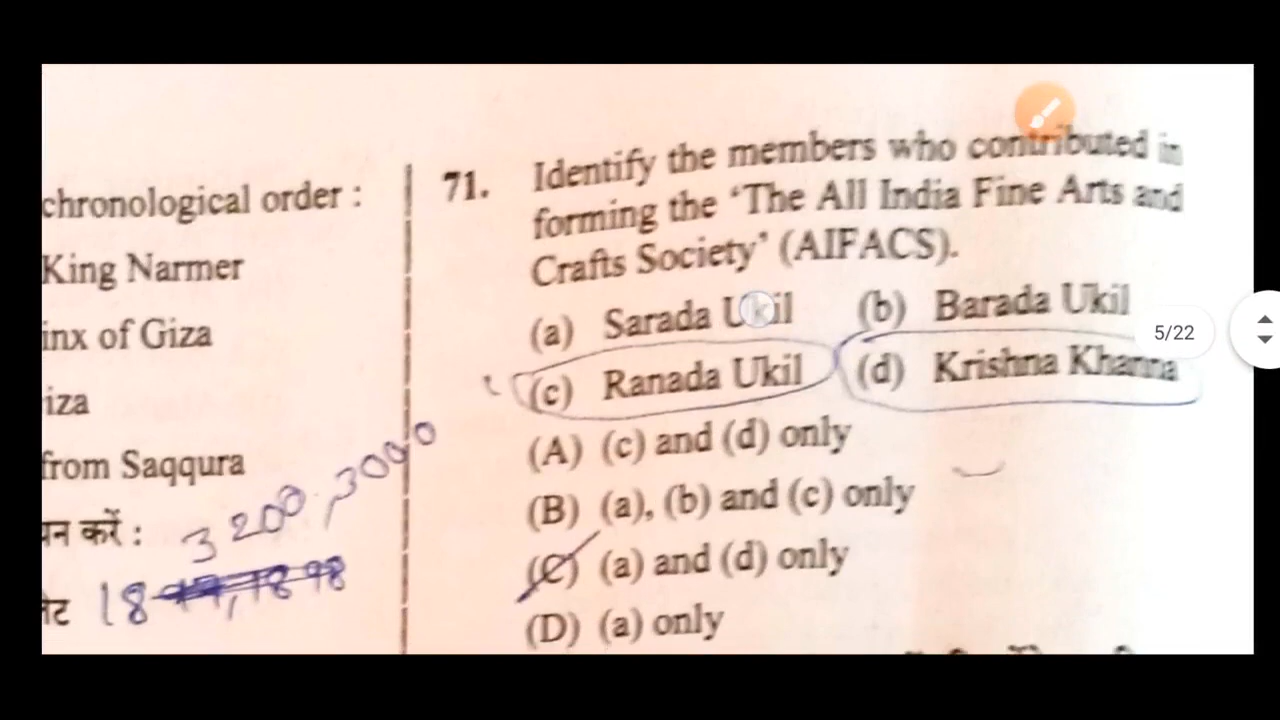 chronological order :
King Narmer
inx of Giza
iza
from Saqqura
मन करें :
3200, 3000
18
71. Identify the members who contributed in
forming the ‘The All India Fine Arts and
Crafts Society’ (AIFACS).
(a) Sarada Ukil (b) Barada Ukil
(c) Ranada Ukil (d) Krishna Khanna
(A) (c) and (d) only
(B) (a), (b) and (c) only
(C) (a) and (d) only
(D) (a) only
5/22